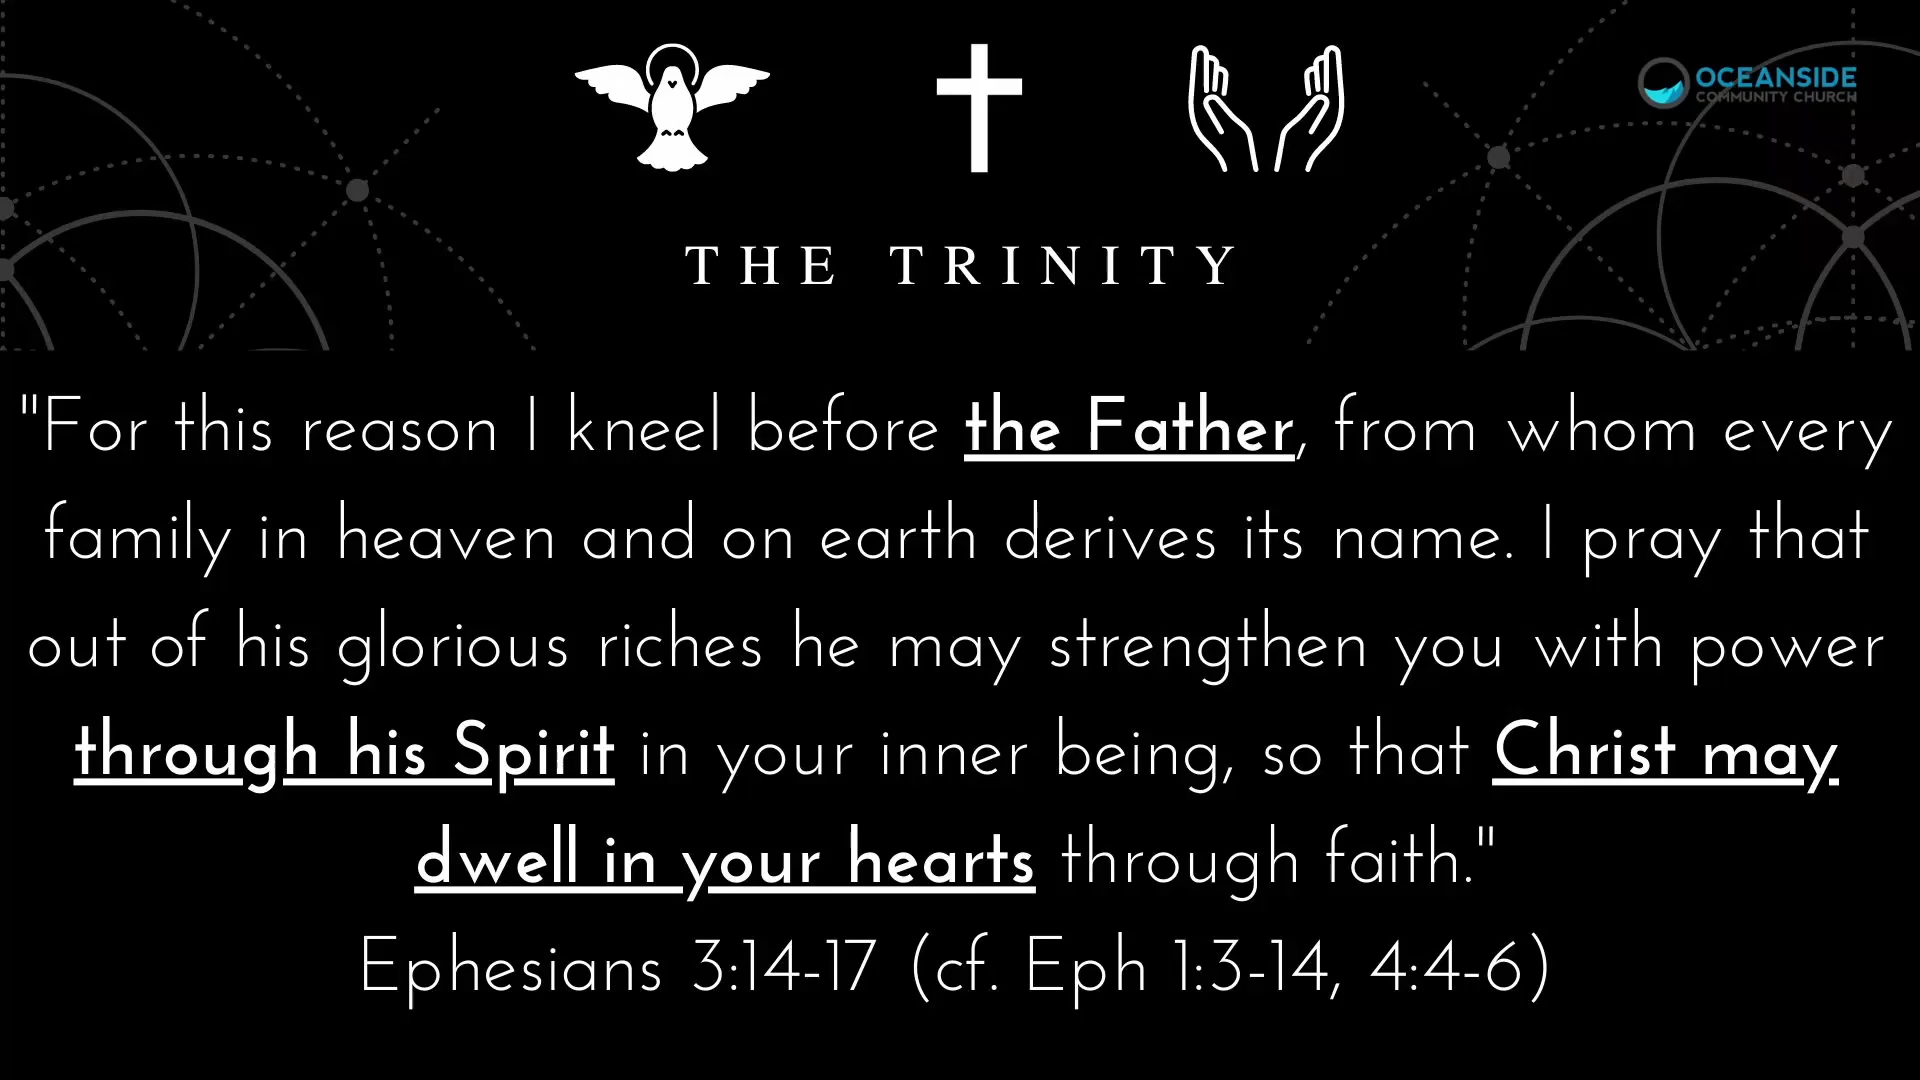 OCEANSIDE
COMMUNITY CHURCH
THE TRINITY
"For this reason I kneel before the Father, from whom every
family in heaven and on earth derives its name. I pray that
out of his glorious riches he may strengthen you with power
through his Spirit in your inner being, so that Christ may
dwell in your hearts through faith."
Ephesians 3:14-17 (cf. Eph 1:3-14, 4:4-6)